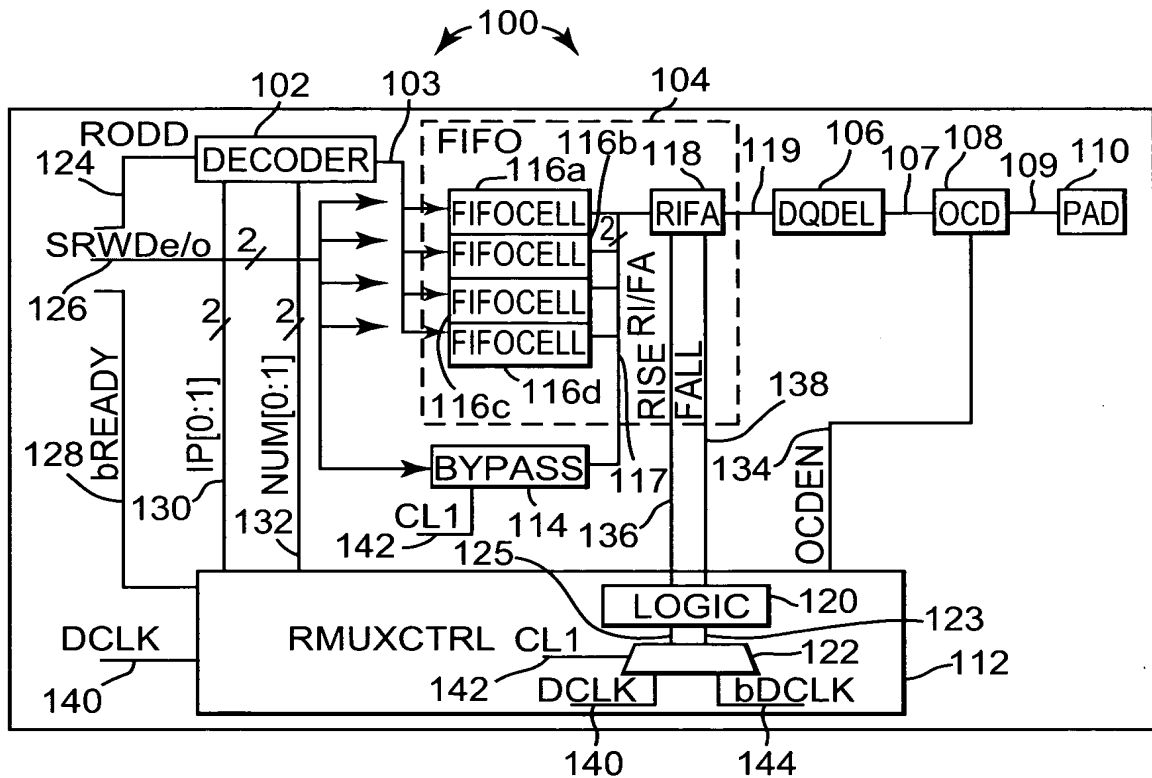 100
102
103
104
RODD
124
DECODER
FIFO
116a
116b
118
119
106
107
108
109
110
FIFOCELL
FIFOCELL
FIFOCELL
FIFOCELL
2
RIFA
DQDEL
OCD
PAD
SRWDe/o
2
126
2
2
116c
116d
RISE
RI/FA
FALL
138
bREADY
128
IP[0:1]
130
NUM[0:1]
132
BYPASS
114
CL1
142
117
136
134
OCDEN
125
LOGIC
120
123
RMUXCTRL
CL1
142
122
112
DCLK
140
DCLK
140
bDCLK
144